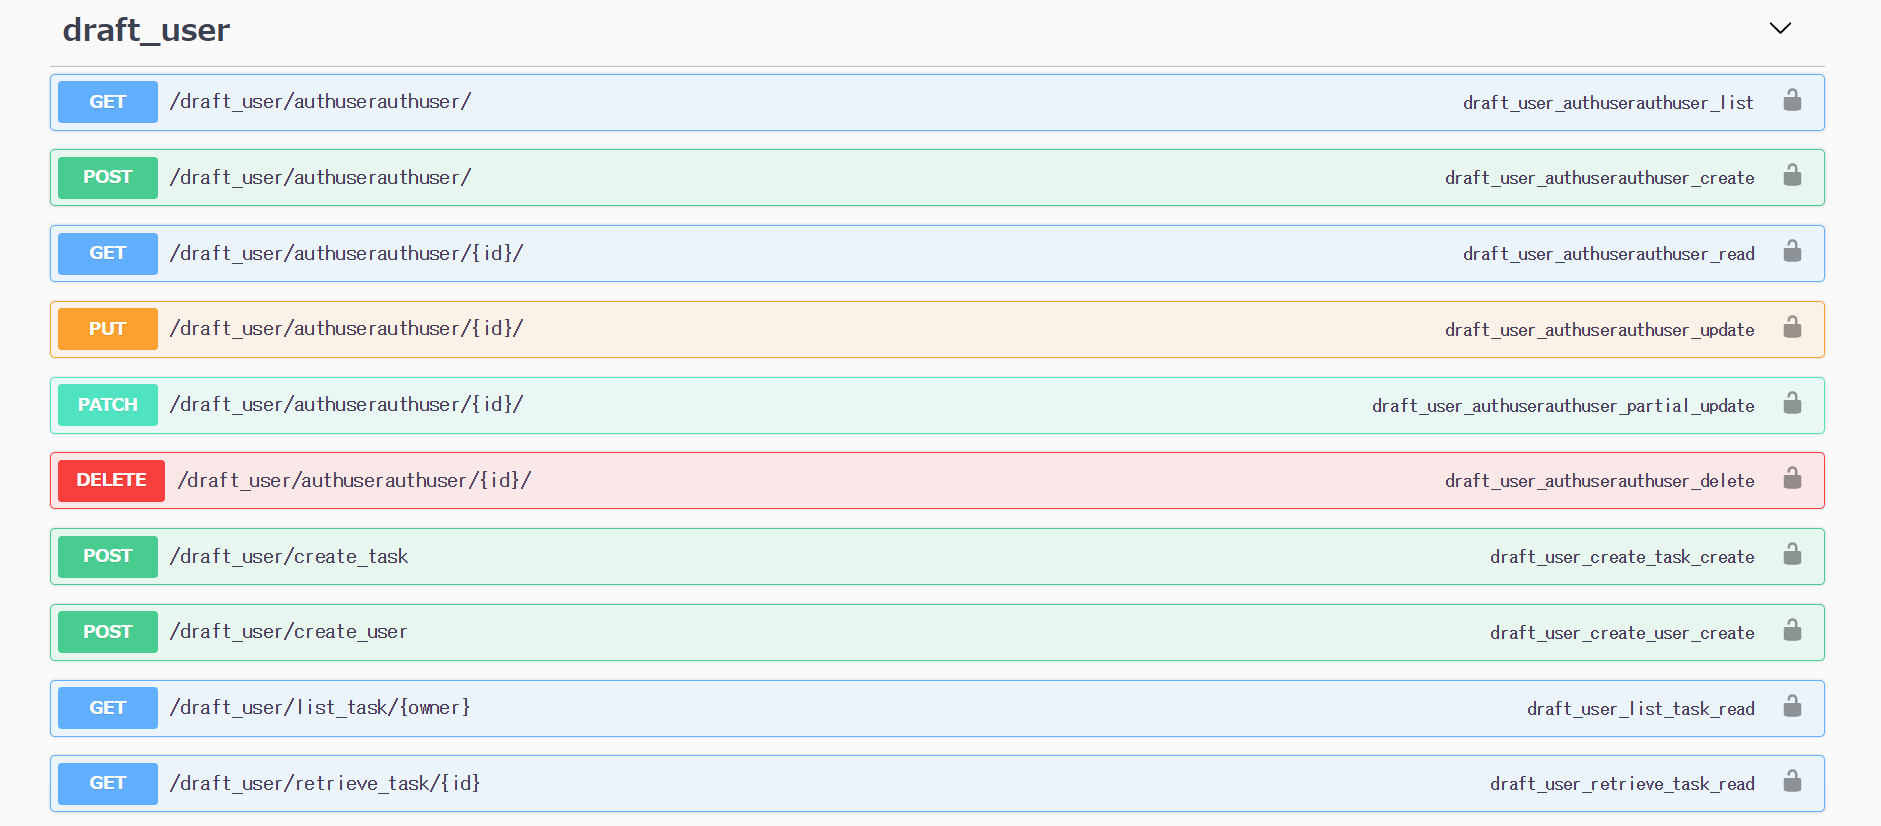 draft_user
GET /draft_user/authuserauthuser/ draft_user_authuserauthuser_list
POST /draft_user/authuserauthuser/ draft_user_authuserauthuser_create
GET /draft_user/authuserauthuser/{id}/ draft_user_authuserauthuser_read
PUT /draft_user/authuserauthuser/{id}/ draft_user_authuserauthuser_update
PATCH /draft_user/authuserauthuser/{id}/ draft_user_authuserauthuser_partial_update
DELETE /draft_user/authuserauthuser/{id}/ draft_user_authuserauthuser_delete
POST /draft_user/create_task draft_user_create_task_create
POST /draft_user/create_user draft_user_create_user_create
GET /draft_user/list_task/{owner} draft_user_list_task_read
GET /draft_user/retrieve_task/{id} draft_user_retrieve_task_read